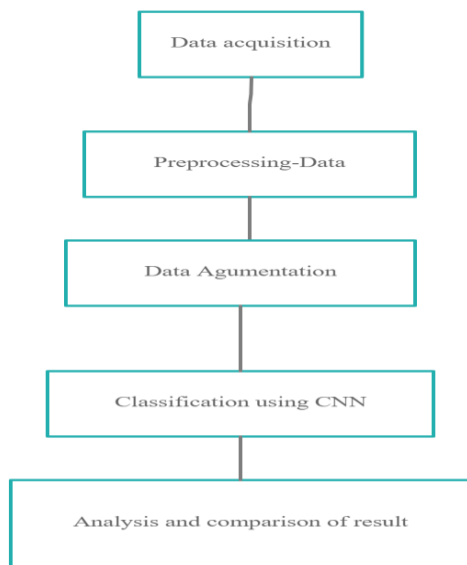 Data acquisition
Preprocessing-Data
Data Agumentation
Classification using CNN
Analysis and comparison of result